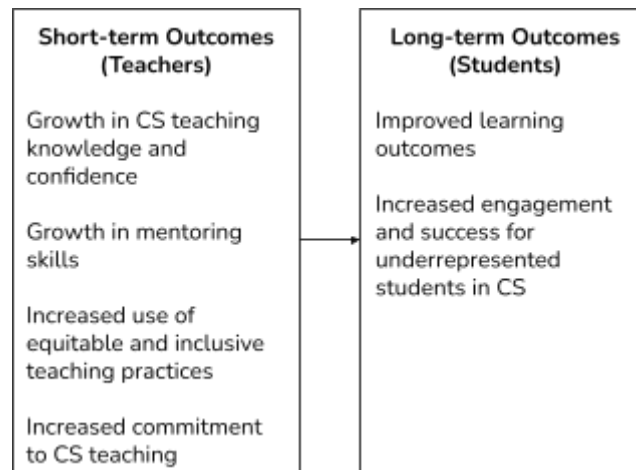 Short-term Outcomes
(Teachers)
Growth in CS teaching
knowledge and
confidence
Growth in mentoring
skills
Increased use of
equitable and inclusive
teaching practices
Increased commitment
to CS teaching
Long-term Outcomes
(Students)
Improved learning
outcomes
Increased engagement
and success for
underrepresented
students in CS